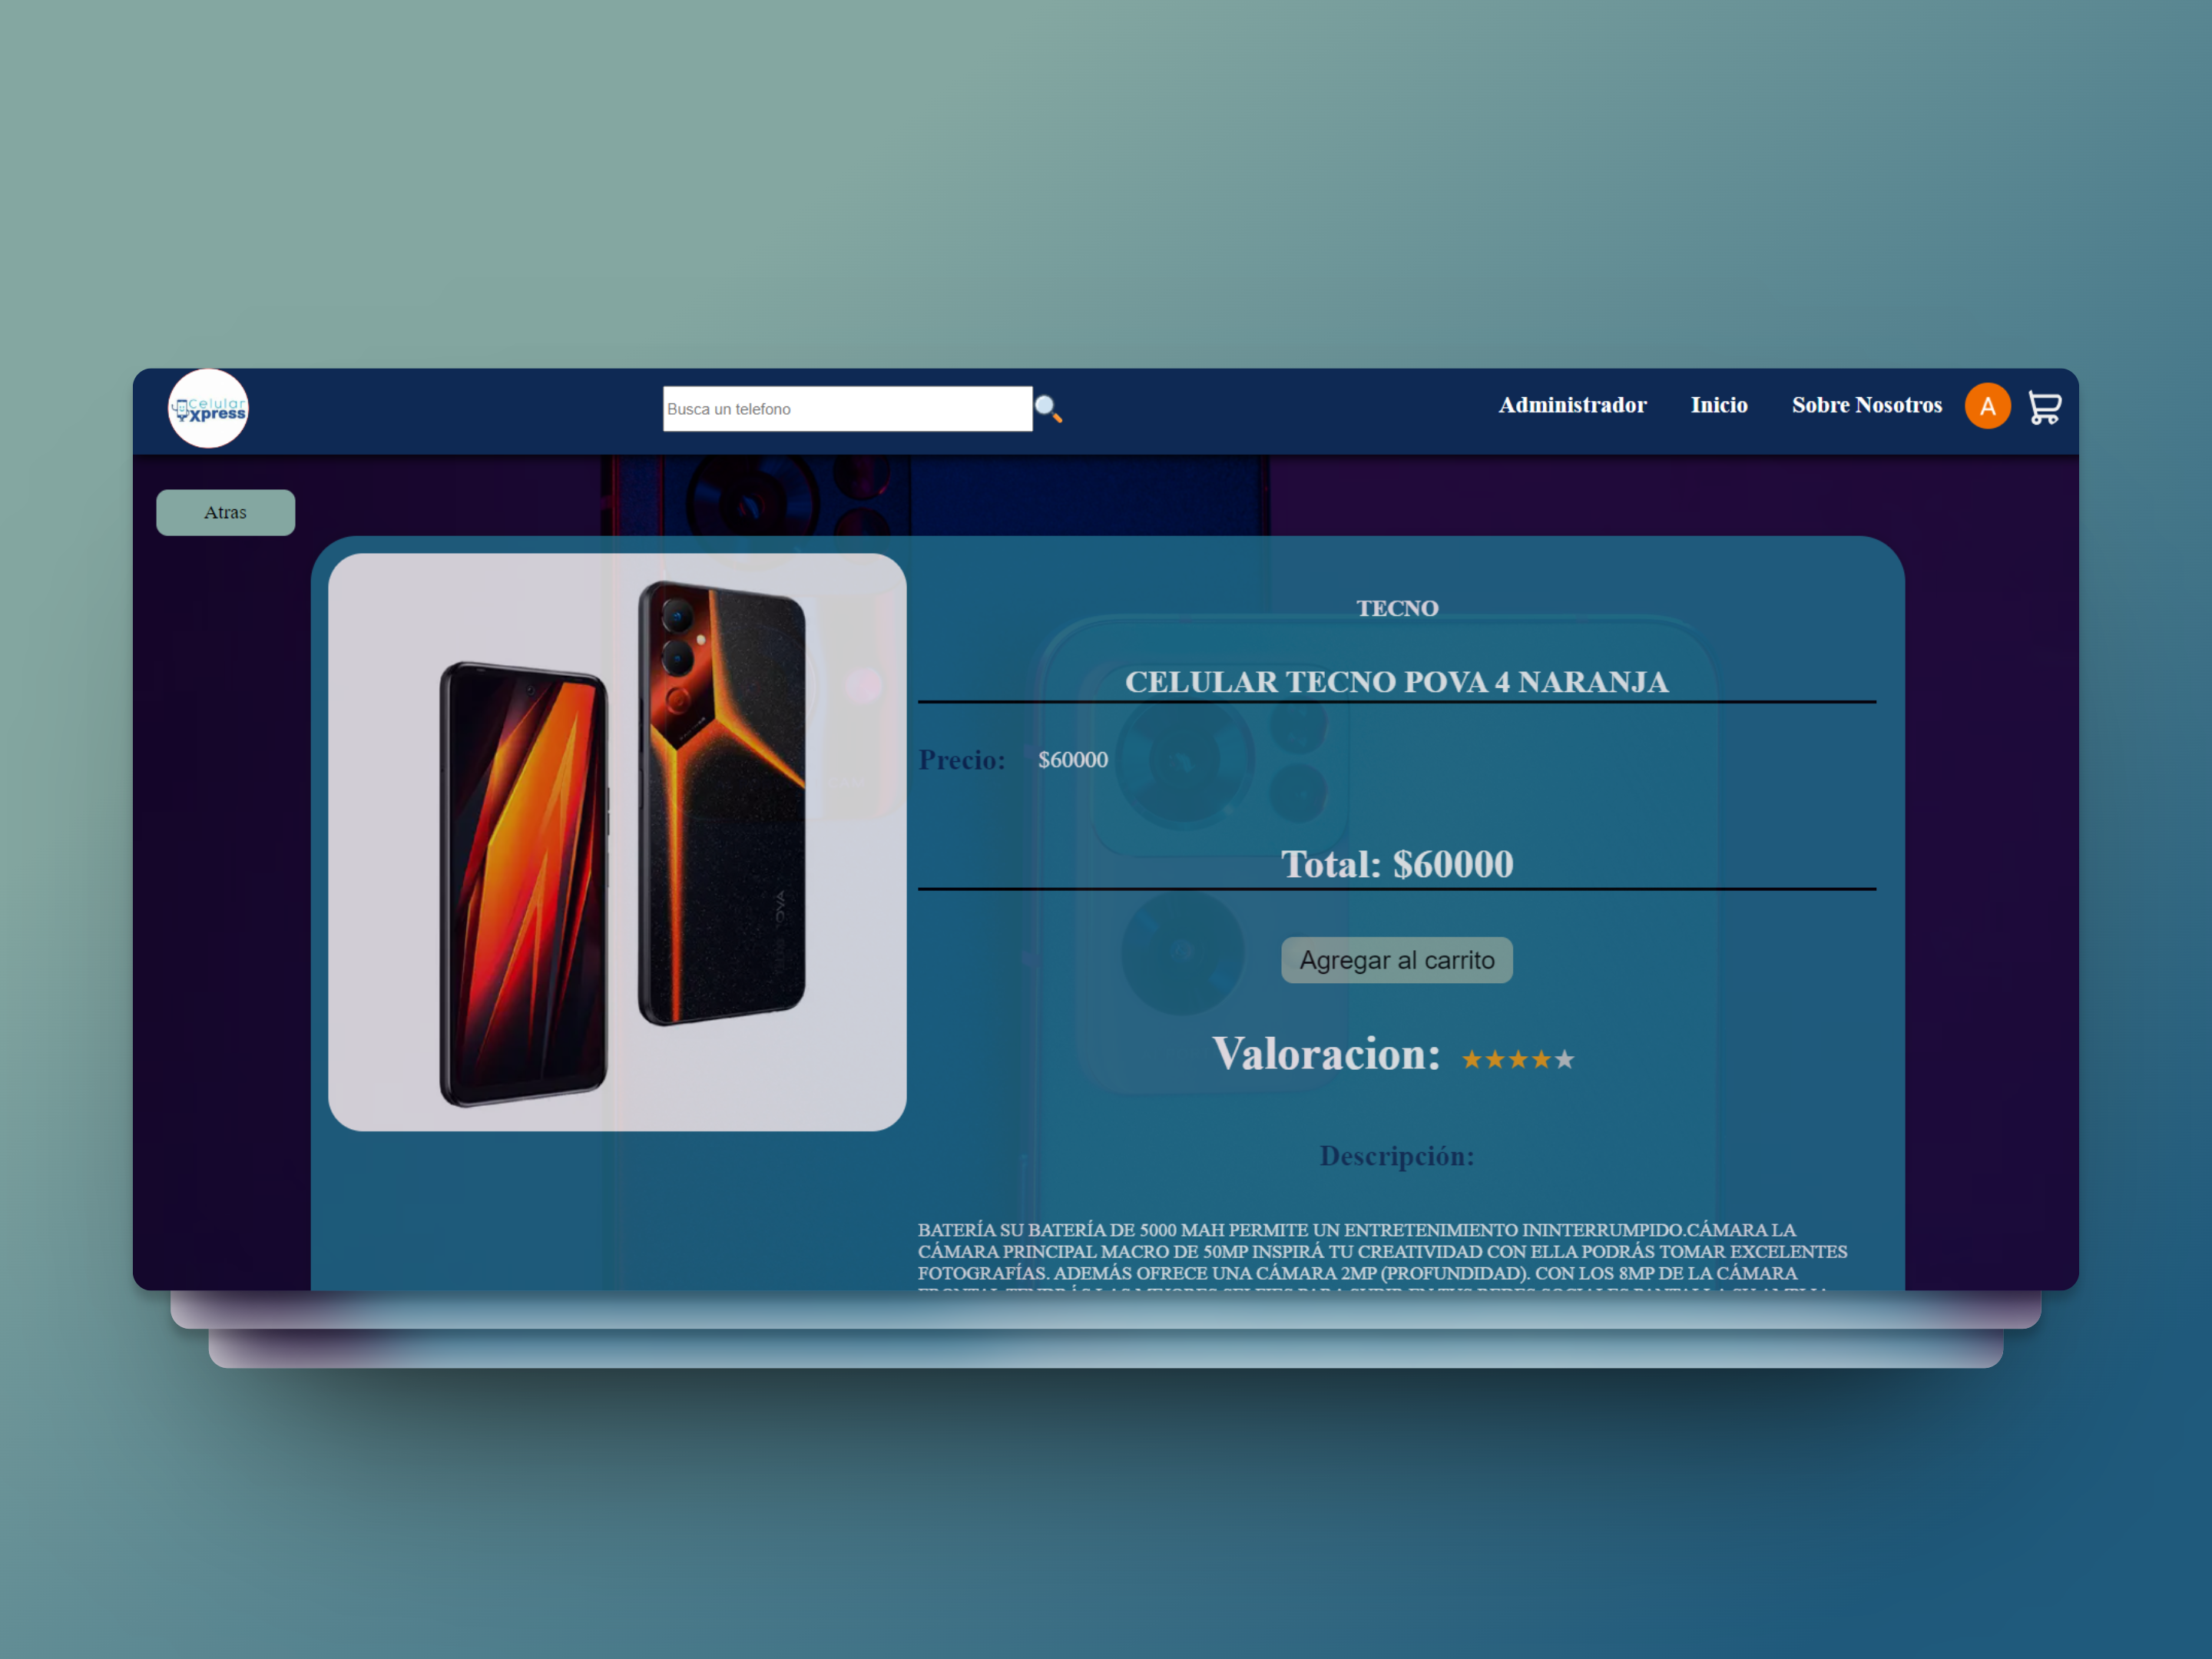 Celular
Xpress
Busca un telefono
Administrador
Inicio
Sobre Nosotros
A
Atras
TECNO
CELULAR TECNO POVA 4 NARANJA
Precio: $60000
Total: $60000
Agregar al carrito
Valoracion:
Descripción:
BATERÍA SU BATERÍA DE 5000 MAH PERMITE UN ENTRETENIMIENTO ININTERRUMPIDO.CÁMARA LA
CÁMARA PRINCIPAL MACRO DE 50MP INSPIRÁ TU CREATIVIDAD CON ELLA PODRÁS TOMAR EXCELENTES
FOTOGRAFÍAS. ADEMÁS OFRECE UNA CÁMARA 2MP (PROFUNDIDAD). CON LOS 8MP DE LA CÁMARA